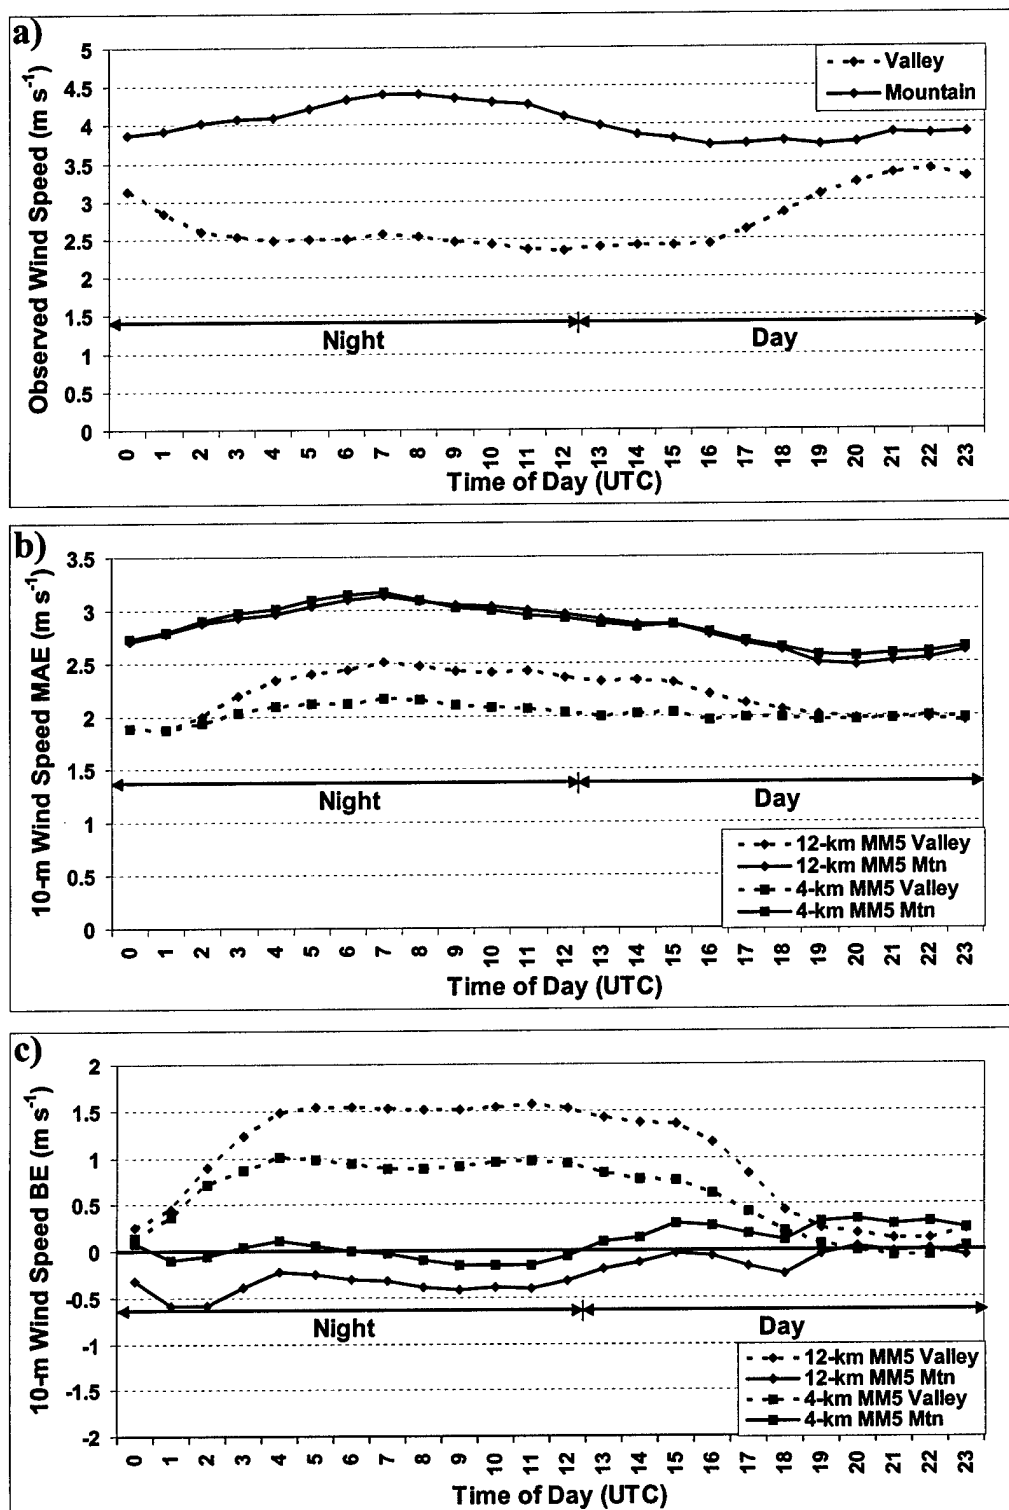 a)
Observed Wind Speed (m s-1)
5
4.5
4
3.5
3
2.5
2
1.5
1
0.5
0
Valley
Mountain
Night
Day
0 1 2 3 4 5 6 7 8 9 10 11 12 13 14 15 16 17 18 19 20 21 22 23
Time of Day (UTC)
b)
10-m Wind Speed MAE (m s-1)
3.5
3
2.5
2
1.5
1
0.5
0
Night
Day
12-km MM5 Valley
12-km MM5 Mtn
4-km MM5 Valley
4-km MM5 Mtn
0 1 2 3 4 5 6 7 8 9 10 11 12 13 14 15 16 17 18 19 20 21 22 23
Time of Day (UTC)
c)
10-m Wind Speed BE (m s-1)
2
1.5
1
0.5
0
-0.5
-1
-1.5
-2
Night
Day
12-km MM5 Valley
12-km MM5 Mtn
4-km MM5 Valley
4-km MM5 Mtn
0 1 2 3 4 5 6 7 8 9 10 11 12 13 14 15 16 17 18 19 20 21 22 23
Time of Day (UTC)